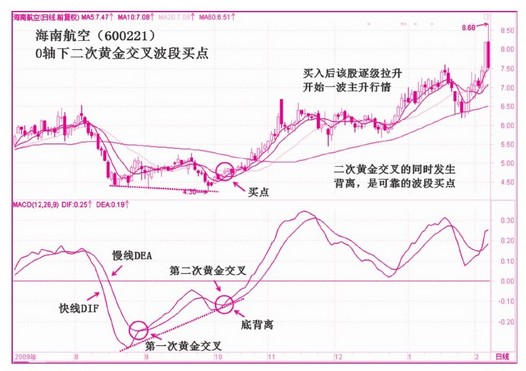 海南航空(日线 前复权) MA5:7.47↑ MA10:7.08↑ MA20:7.08↑ MA60:6.51↑
海南航空（600221）
0轴下二次黄金交叉波段买点
8.68
8.50
8.00
7.50
7.00
6.50
6.00
5.50
5.00
4.50
买入后该股逐级拉升
开始一波主升行情
二次黄金交叉的同时发生
背离，是可靠的波段买点
4.30
买点
MACD(12,26,9) DIF:0.25↑ DEA:0.19↑
0.30
0.20
0.10
0.00
-0.10
-0.20
慢线DEA
快线DIF
第二次黄金交叉
底背离
第一次黄金交叉
2009年 8 9 10 11 12 1 2 日线